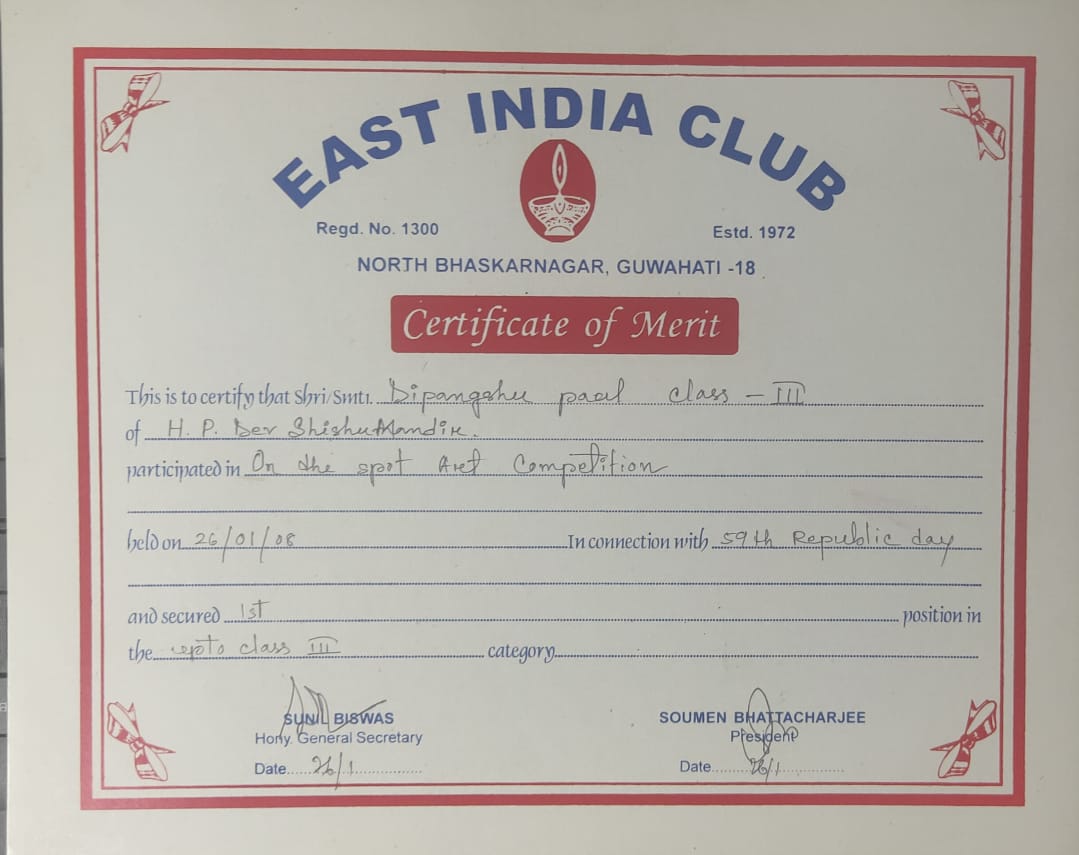 EAST INDIA CLUB
Regd. No. 1300 Estd. 1972
NORTH BHASKARNAGAR, GUWAHATI -18
Certificate of Merit
This is to certify that Shri/Smti. Dipangshu paul class - III
of H. P. Dev Shishu Mandir.
participated in On the spot Art Competition
held on 26/01/08 In connection with 59th Republic day
and secured 1st position in
the upto class III category
SUNIL BISWAS SOUMEN BHATTACHARJEE
Hony. General Secretary President
Date 26/1 Date 26/1